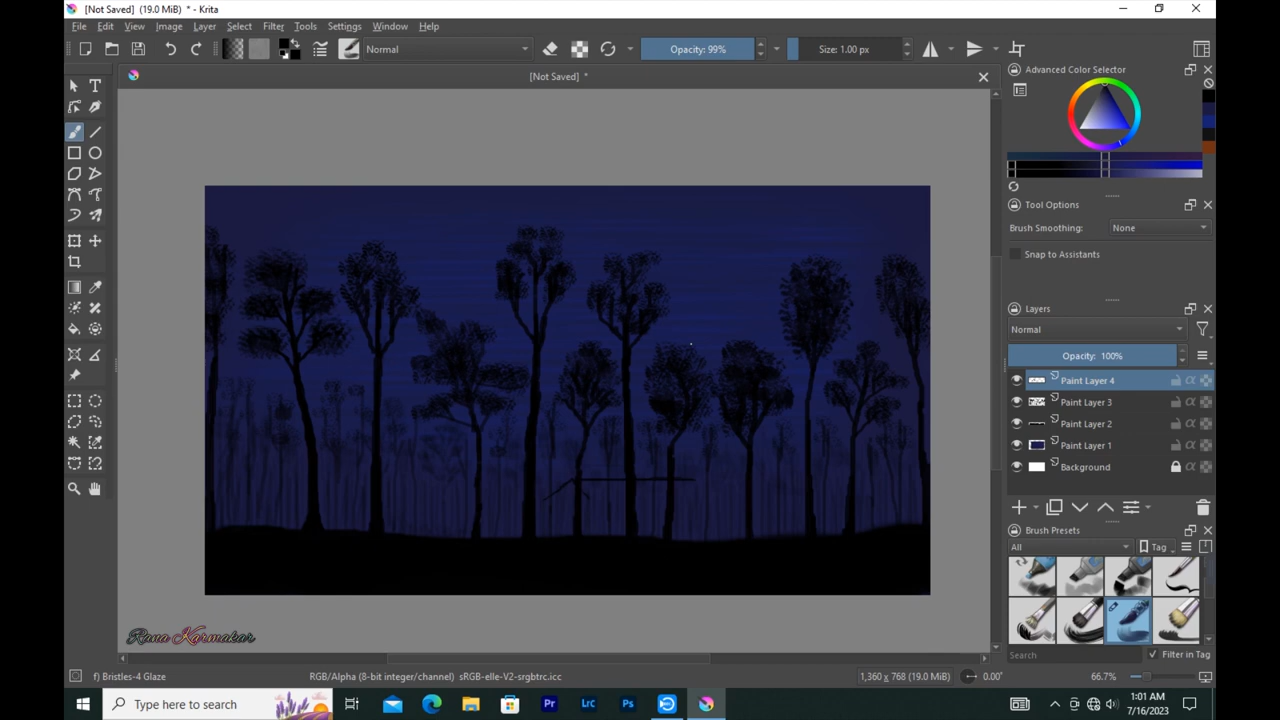 [Not Saved] (19.0 MiB) * - Krita
File Edit View Image Layer Select Filter Tools Settings Window Help
Normal
Opacity: 99%
Size: 1.00 px
[Not Saved] *
Advanced Color Selector
Tool Options
Brush Smoothing: None
Snap to Assistants
Layers
Normal
Opacity: 100%
Paint Layer 4
Paint Layer 3
Paint Layer 2
Paint Layer 1
Background
Brush Presets
All
Tag
Search
Filter in Tag
Rana Karmakar
f) Bristles-4 Glaze
RGB/Alpha (8-bit integer/channel) sRGB-elle-V2-srgbtrc.icc
1,360 x 768 (19.0 MiB)
0.00°
66.7%
Type here to search
Pr
Lrc
Ps
1:01 AM
7/16/2023